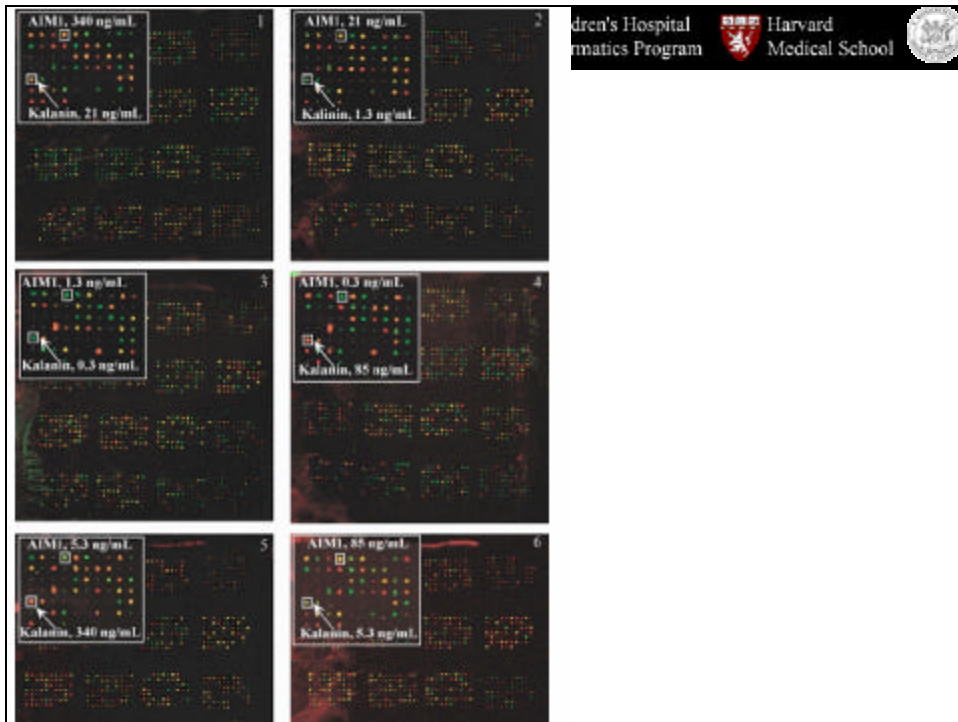 AIM1, 340 ng/mL
1
Kalanin, 21 ng/mL
AIM1, 21 ng/mL
2
Kalinin, 1.3 ng/mL
dren's Hospital
rmatics Program
Harvard
Medical School
AIM1, 1.3 ng/mL
3
Kalanin, 0.3 ng/mL
AIM1, 0.3 ng/mL
4
Kalanin, 85 ng/mL
AIM1, 5.3 ng/mL
5
Kalanin, 340 ng/mL
AIM1, 85 ng/mL
6
Kalanin, 5.3 ng/mL